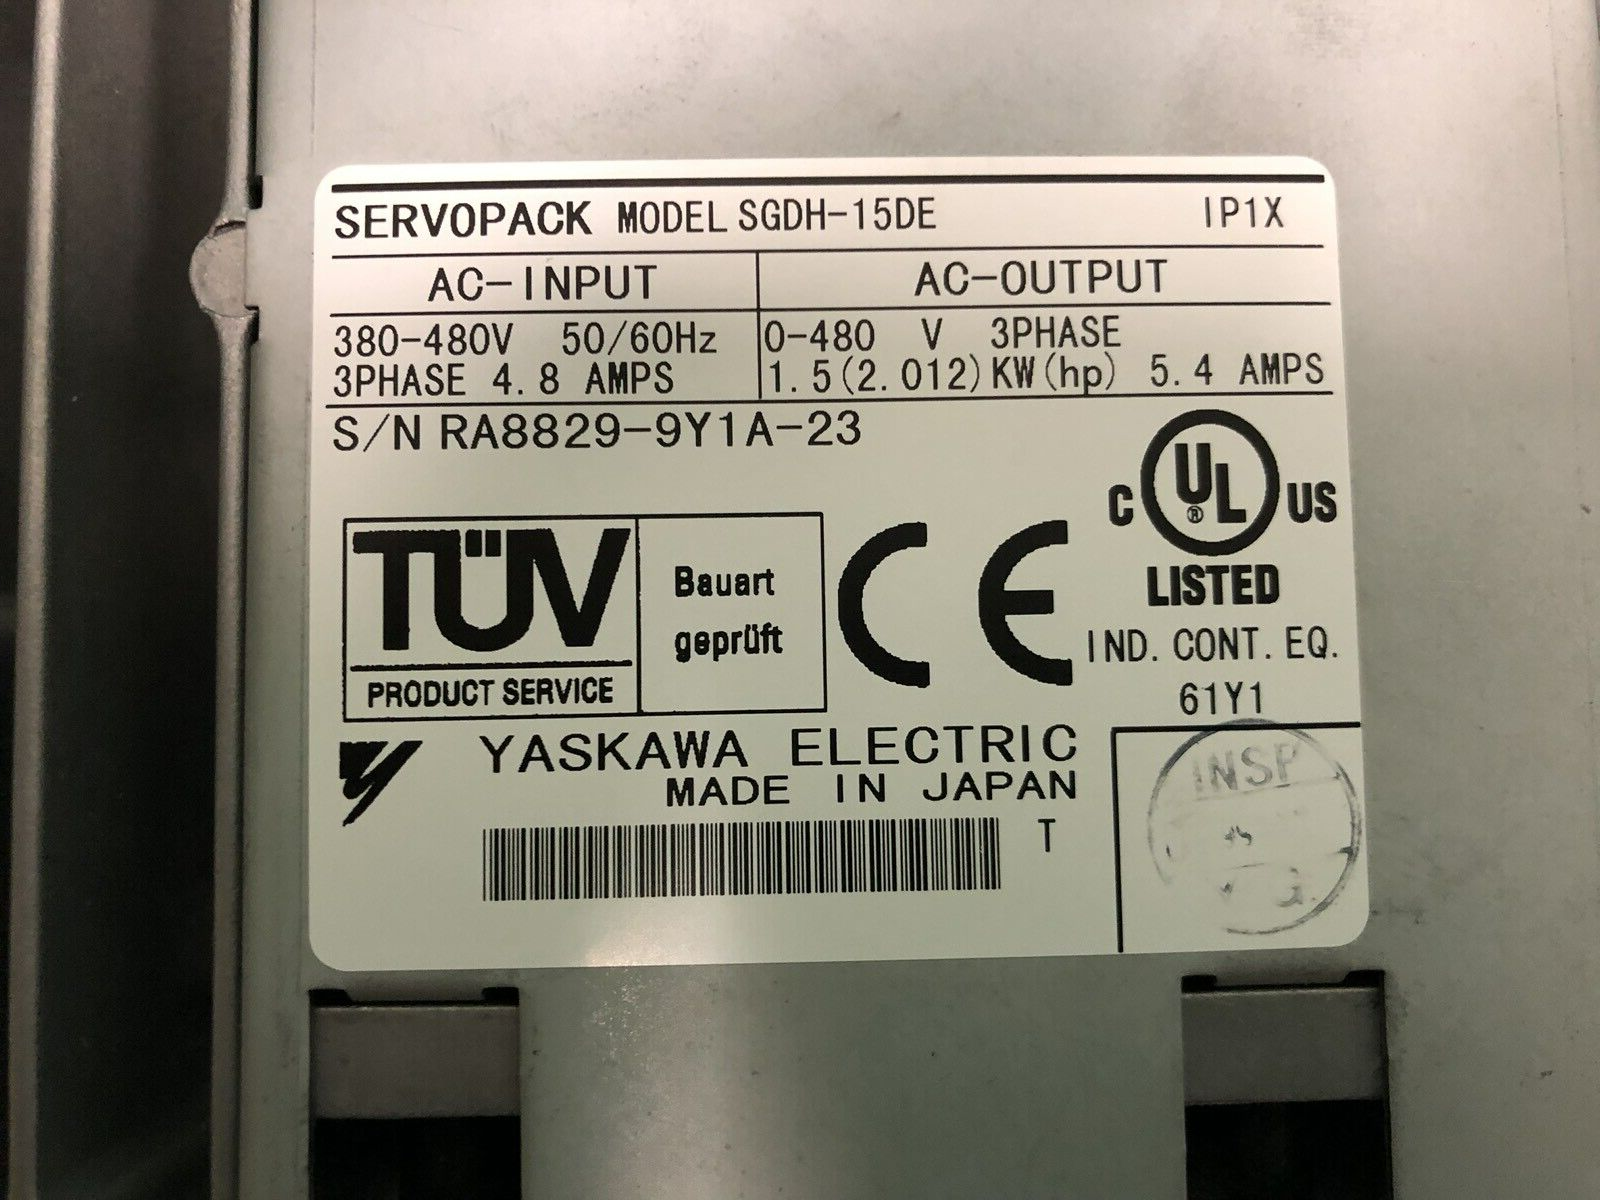 SERVOPACK MODEL SGDH-15DE IP1X
AC-INPUT AC-OUTPUT
380-480V 50/60Hz 0-480 V 3PHASE
3PHASE 4.8 AMPS 1.5(2.012)KW(hp) 5.4 AMPS
S/N RA8829-9Y1A-23
C UL® US
LISTED
IND. CONT. EQ.
61Y1
TÜV
PRODUCT SERVICE
Bauart
geprüft
CE
YASKAWA ELECTRIC
MADE IN JAPAN
T
INSP